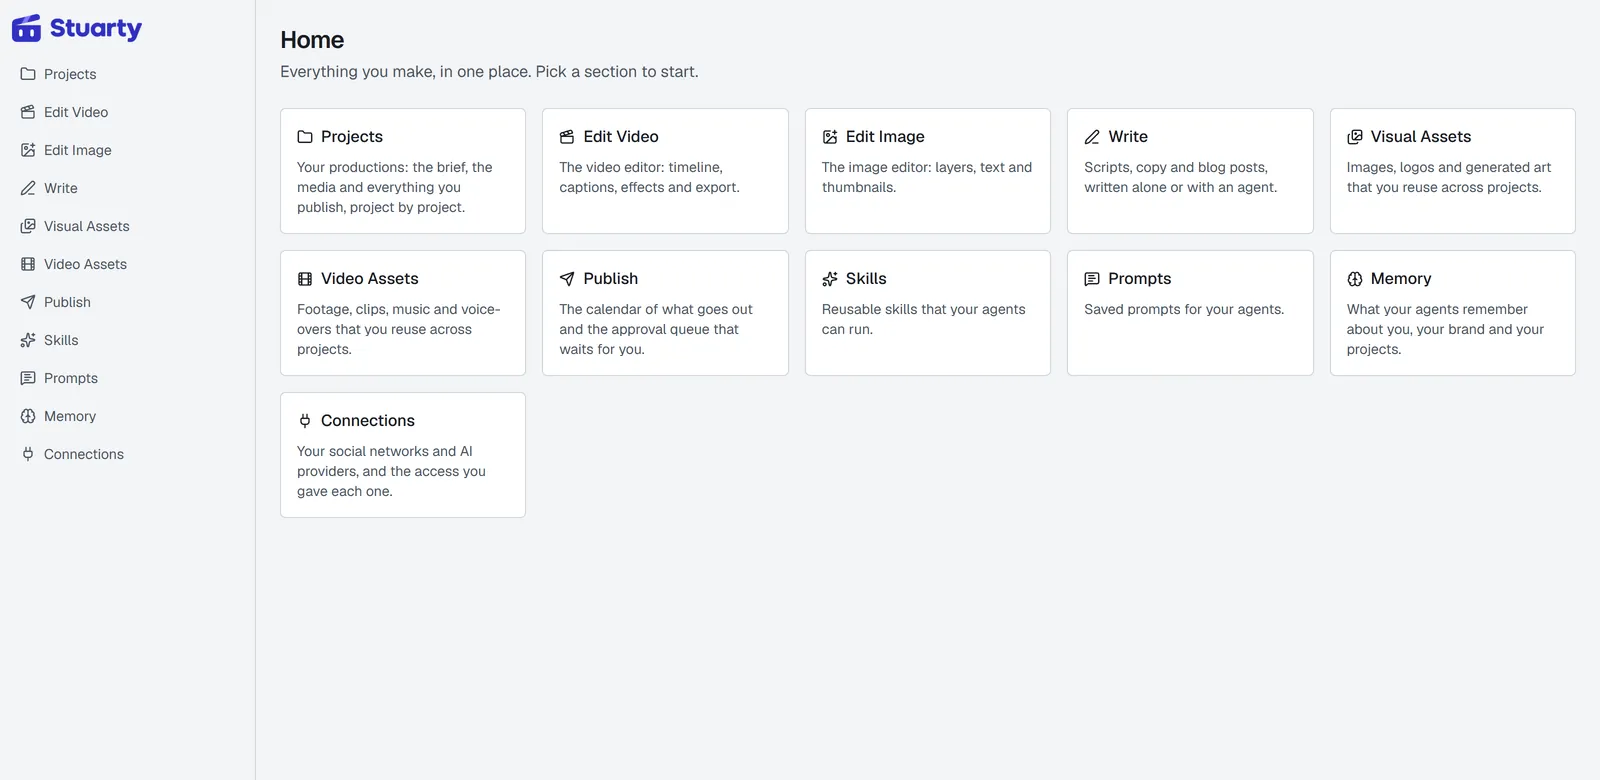 Stuarty
Projects
Edit Video
Edit Image
Write
Visual Assets
Video Assets
Publish
Skills
Prompts
Memory
Connections
Home
Everything you make, in one place. Pick a section to start.
Projects
Your productions: the brief, the
media and everything you
publish, project by project.
Edit Video
The video editor: timeline,
captions, effects and export.
Edit Image
The image editor: layers, text and
thumbnails.
Write
Scripts, copy and blog posts,
written alone or with an agent.
Visual Assets
Images, logos and generated art
that you reuse across projects.
Video Assets
Footage, clips, music and voice-
overs that you reuse across
projects.
Publish
The calendar of what goes out
and the approval queue that
waits for you.
Skills
Reusable skills that your agents
can run.
Prompts
Saved prompts for your agents.
Memory
What your agents remember
about you, your brand and your
projects.
Connections
Your social networks and AI
providers, and the access you
gave each one.